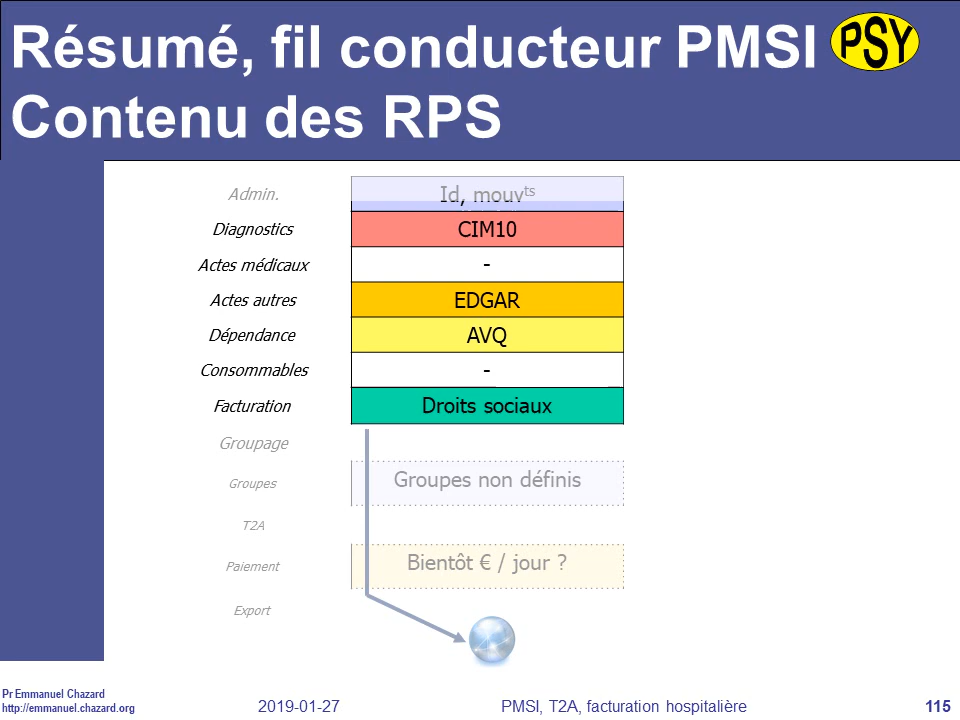 Résumé, fil conducteur PMSI PSY
Contenu des RPS
Admin. Id, mouvts
Diagnostics CIM10
Actes médicaux -
Actes autres EDGAR
Dépendance AVQ
Consommables -
Facturation Droits sociaux
Groupage
Groupes Groupes non définis
T2A
Paiement Bientôt € / jour ?
Export
Pr Emmanuel Chazard
http://emmanuel.chazard.org 2019-01-27 PMSI, T2A, facturation hospitalière 115